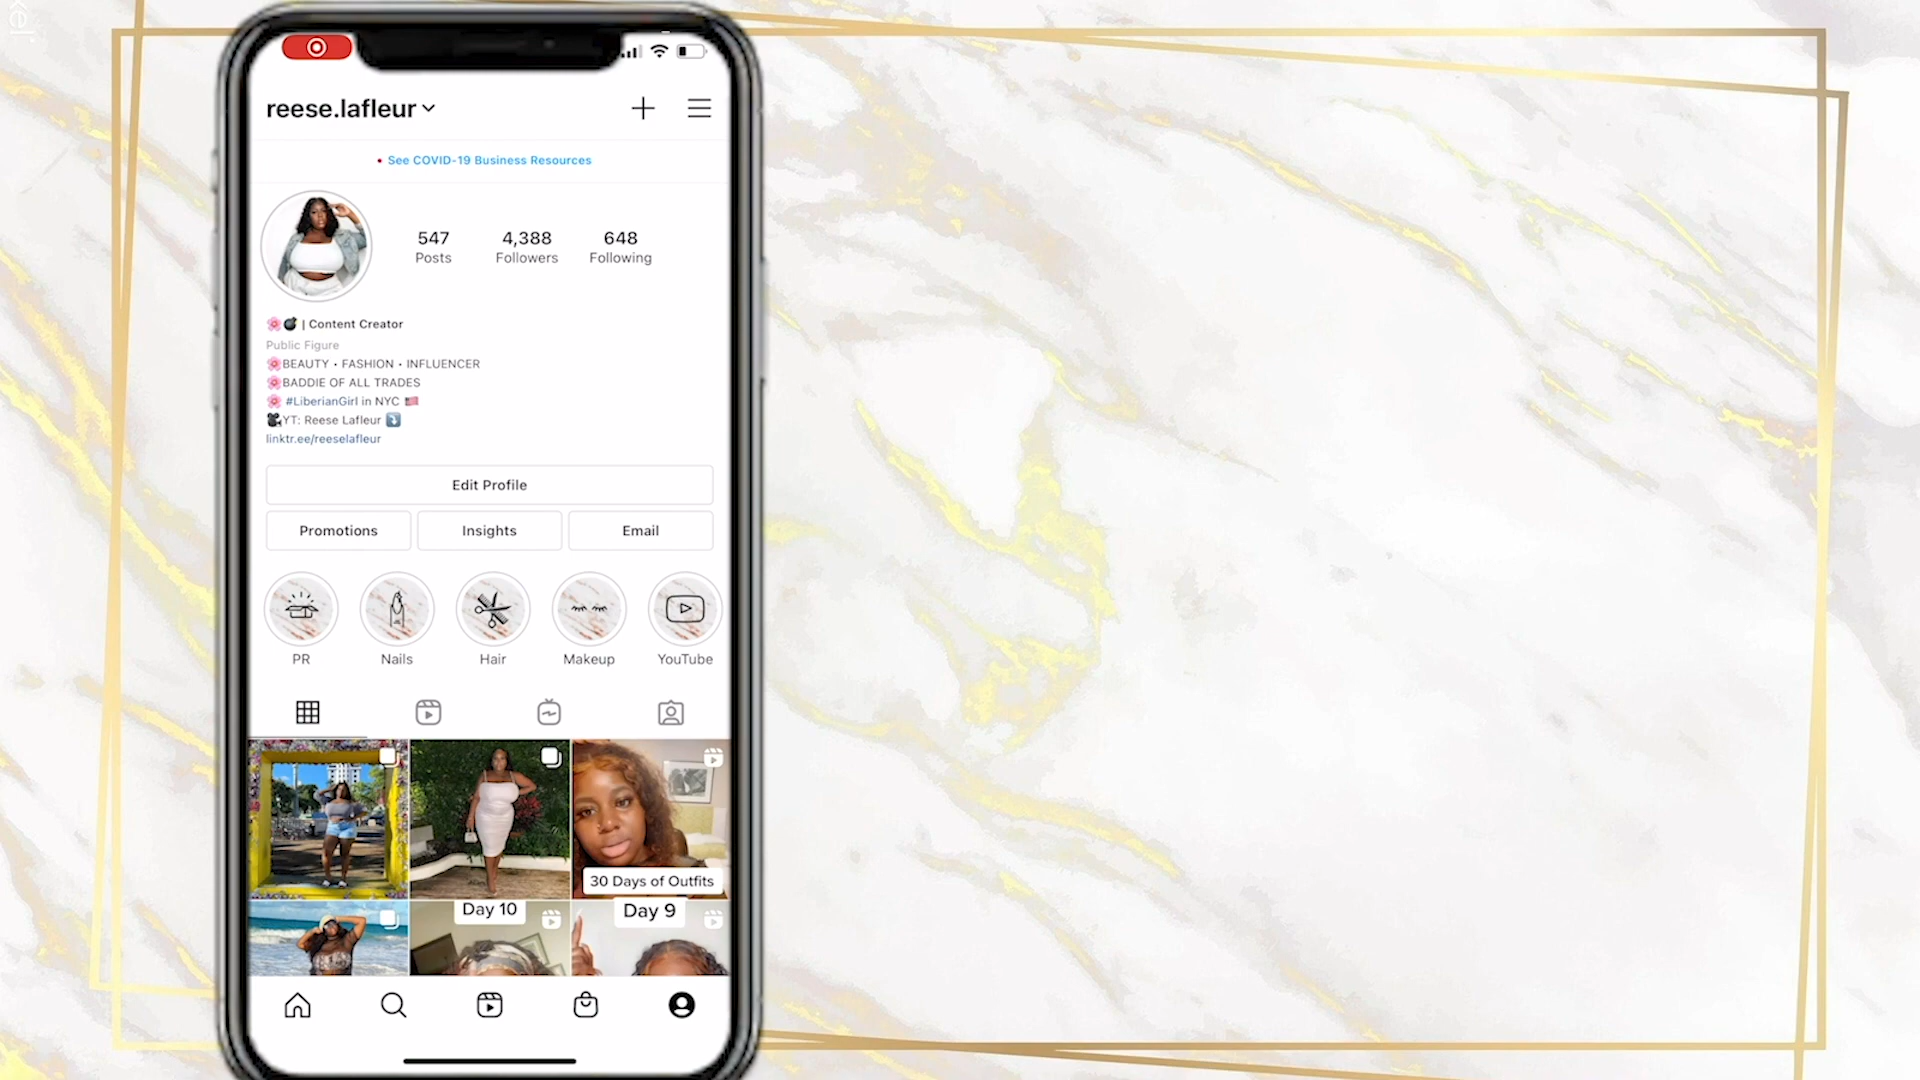 reese.lafleur
• See COVID-19 Business Resources
547
Posts
4,388
Followers
648
Following
🌸💣 | Content Creator
Public Figure
🌸BEAUTY • FASHION • INFLUENCER
🌸BADDIE OF ALL TRADES
🌸 #LiberianGirl in NYC 🇱🇷
🎥YT: Reese Lafleur ⤵️
linktr.ee/reeselafleur
Edit Profile
Promotions
Insights
Email
PR
Nails
Hair
Makeup
YouTube
30 Days of Outfits
Day 10
Day 9